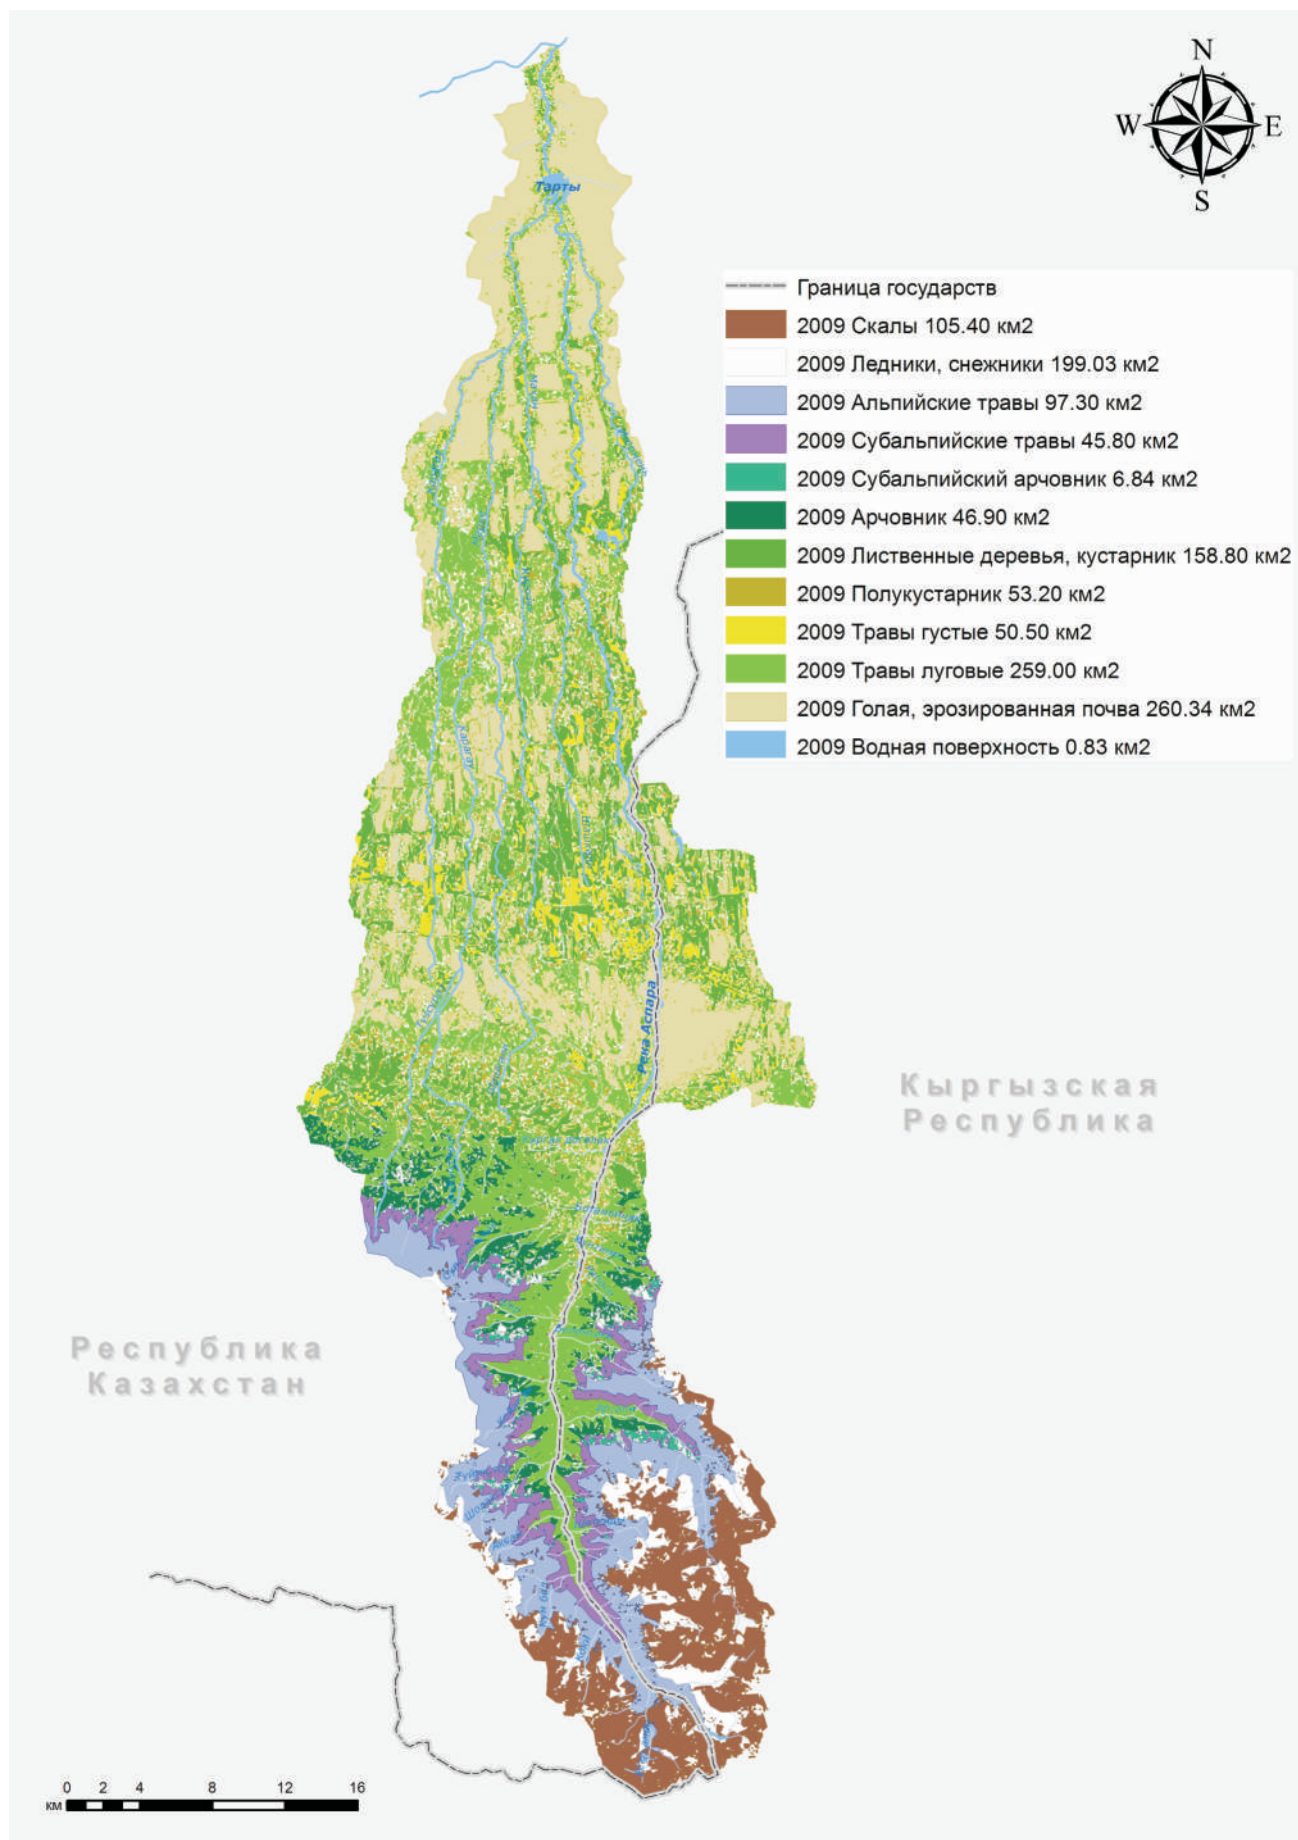 N
W
E
S
Тарты
Граница государств
2009 Скалы 105.40 км2
2009 Ледники, снежники 199.03 км2
2009 Альпийские травы 97.30 км2
2009 Субальпийские травы 45.80 км2
2009 Субальпийский арчовник 6.84 км2
2009 Арчовник 46.90 км2
2009 Лиственные деревья, кустарник 158.80 км2
2009 Полукустарник 53.20 км2
2009 Травы густые 50.50 км2
2009 Травы луговые 259.00 км2
2009 Голая, эрозированная почва 260.34 км2
2009 Водная поверхность 0.83 км2
Река Аспара
Кыргызская
Республика
Республика
Казахстан
0 2 4 8 12 16
км